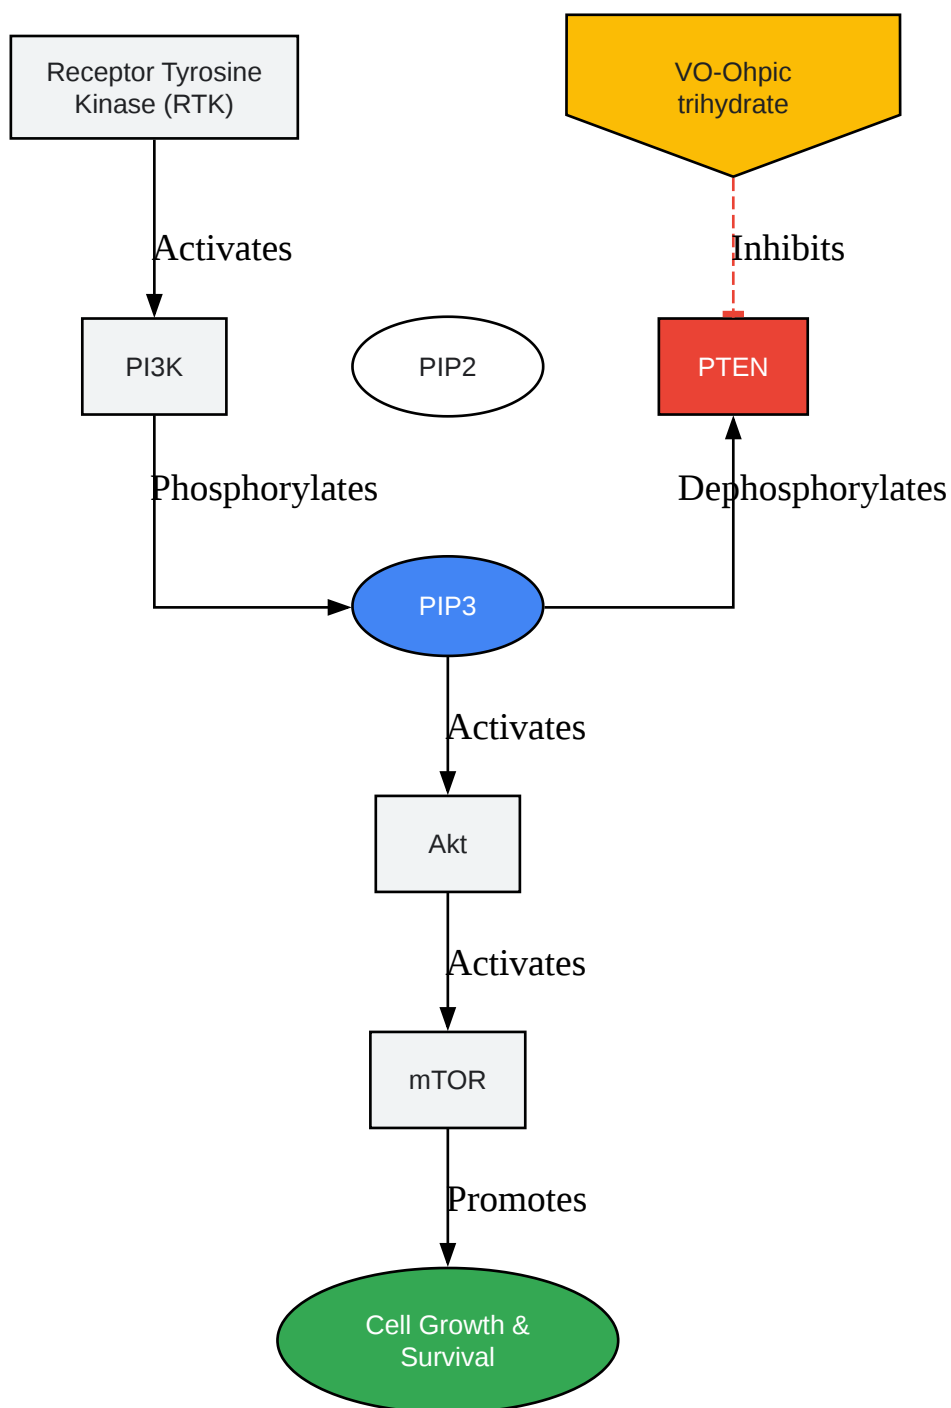 Receptor Tyrosine
Kinase (RTK)
VO-Ohpic
trihydrate
Activates
Inhibits
PI3K
PIP2
PTEN
Phosphorylates
Dephosphorylates
PIP3
Activates
Akt
Activates
mTOR
Promotes
Cell Growth &
Survival